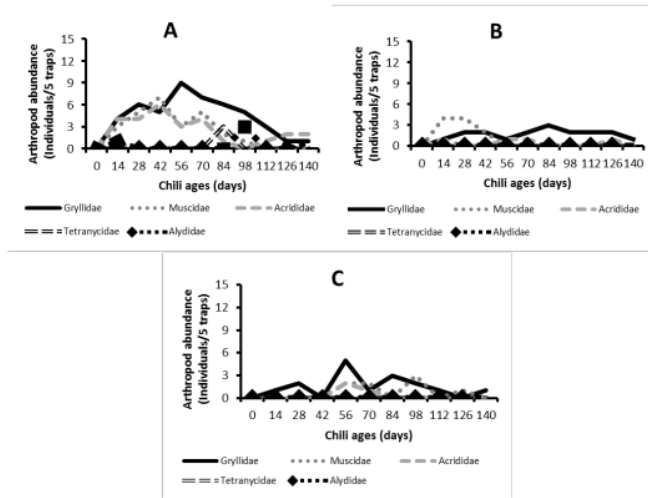 A
Arthropod abundance
(Individuals/5 traps)
15
12
9
6
3
0
0 14 28 42 56 70 84 98 112 126 140
Chili ages (days)
Gryllidae Muscidae Acrididae
Tetranycidae Alydidae
B
Arthropod abundance
(Individuals/5 traps)
15
12
9
6
3
0
0 14 28 42 56 70 84 98 112 126 140
Chili ages (days)
Gryllidae Muscidae Acrididae
Tetranycidae Alydidae
C
Arthropod abundance
(Individuals/5 traps)
15
12
9
6
3
0
0 14 28 42 56 70 84 98 112 126 140
Chili ages (days)
Gryllidae Muscidae Acrididae
Tetranycidae Alydidae